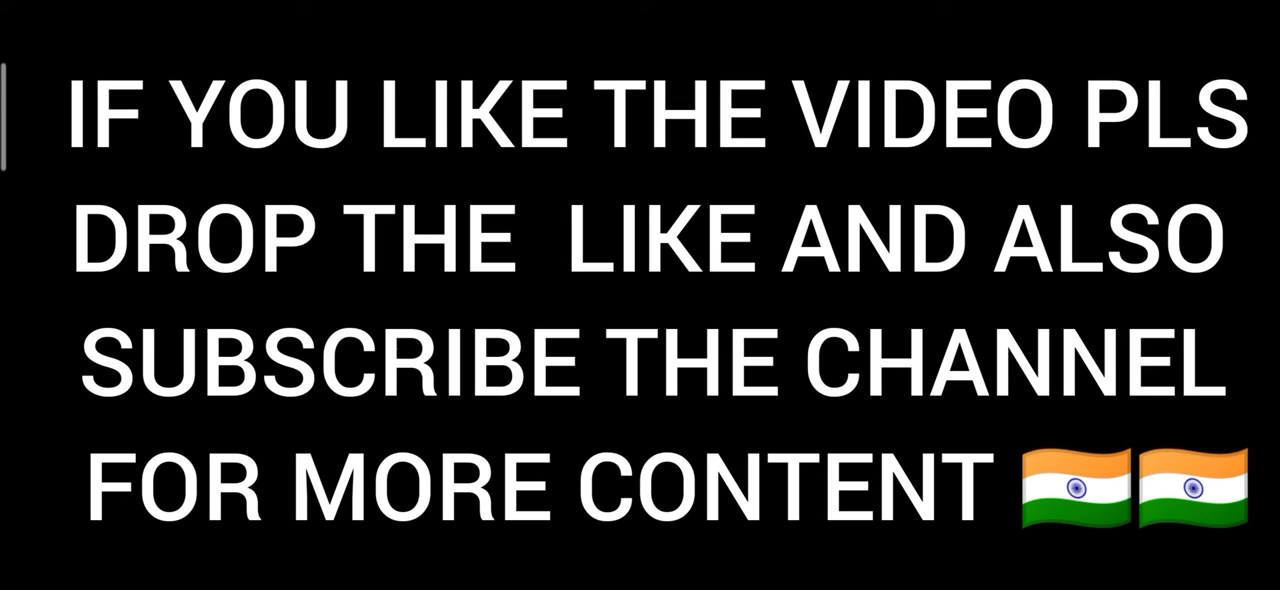 IF YOU LIKE THE VIDEO PLS
DROP THE  LIKE AND ALSO
SUBSCRIBE THE CHANNEL
FOR MORE CONTENT 🇮🇳🇮🇳